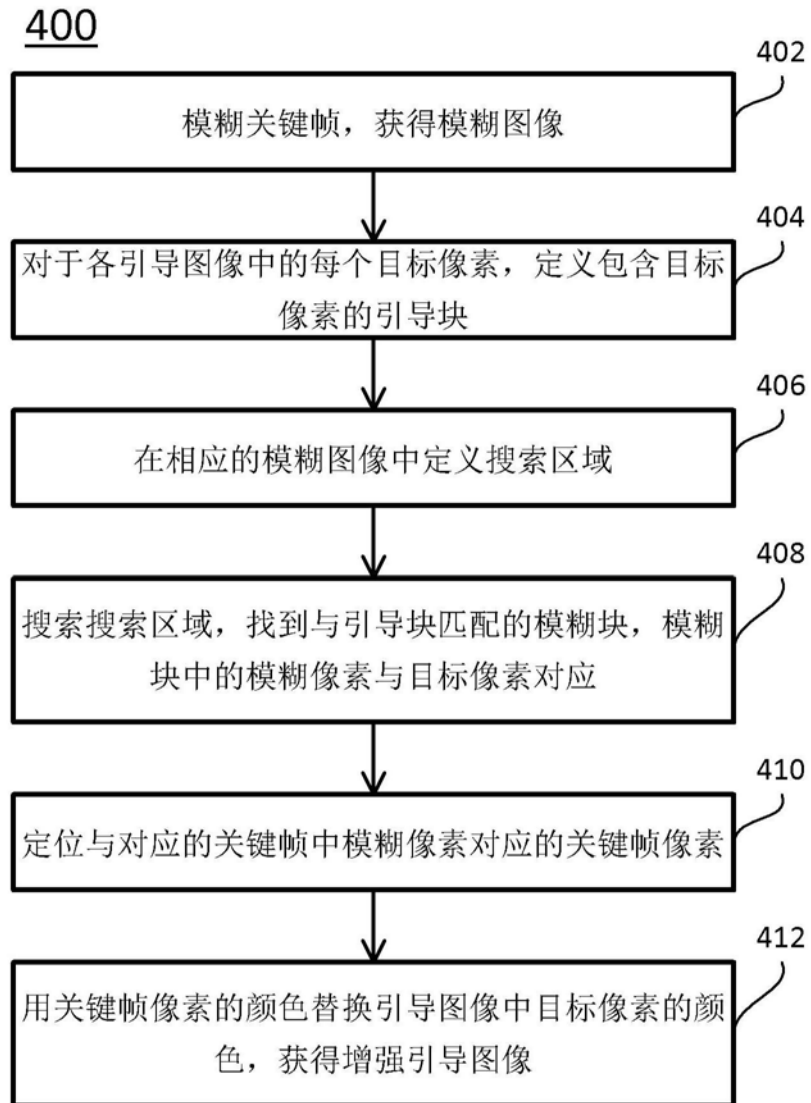 400
402
模糊关键帧，获得模糊图像
404
对于各引导图像中的每个目标像素，定义包含目标
像素的引导块
406
在相应的模糊图像中定义搜索区域
408
搜索搜索区域，找到与引导块匹配的模糊块，模糊
块中的模糊像素与目标像素对应
410
定位与对应的关键帧中模糊像素对应的关键帧像素
412
用关键帧像素的颜色替换引导图像中目标像素的颜
色，获得增强引导图像